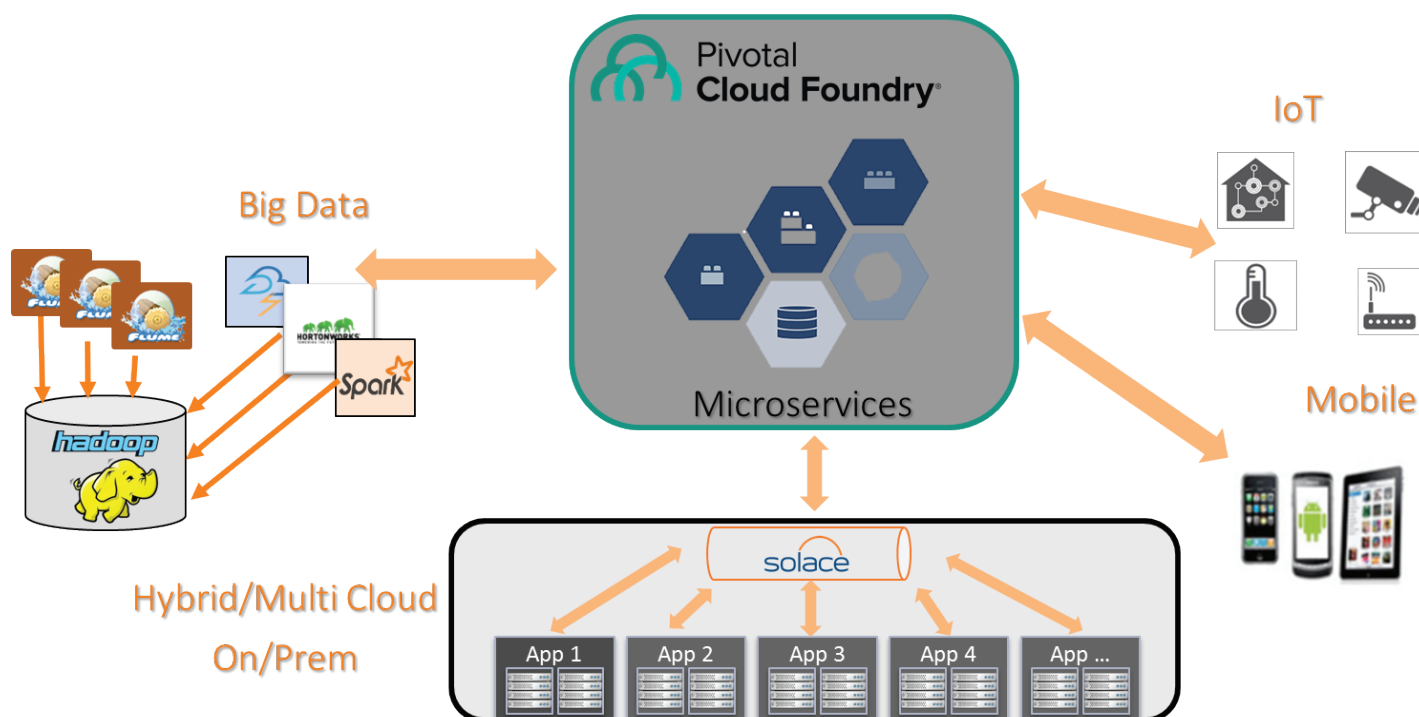 Pivotal
Cloud Foundry®
IoT
Big Data
FLUME
FLUME
FLUME
HORTONWORKS
Spark
Microservices
Mobile
hadoop
solace
Hybrid/Multi Cloud
On/Prem
App 1
App 2
App 3
App 4
App ...